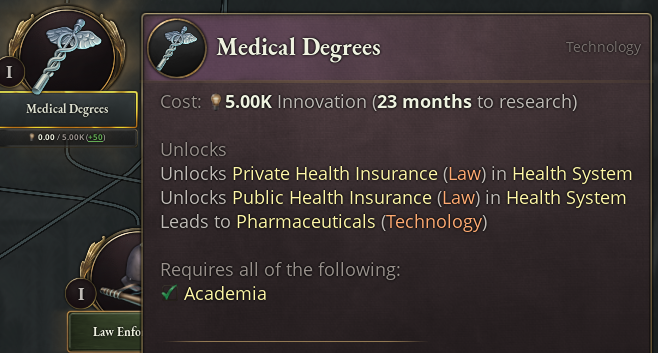 Medical Degrees
Technology
I
Medical Degrees
0.00 / 5.00K (+50)
Cost: 5.00K Innovation (23 months to research)
Unlocks
Unlocks Private Health Insurance (Law) in Health System
Unlocks Public Health Insurance (Law) in Health System
Leads to Pharmaceuticals (Technology)
Requires all of the following:
Academia
I
Law Enfo